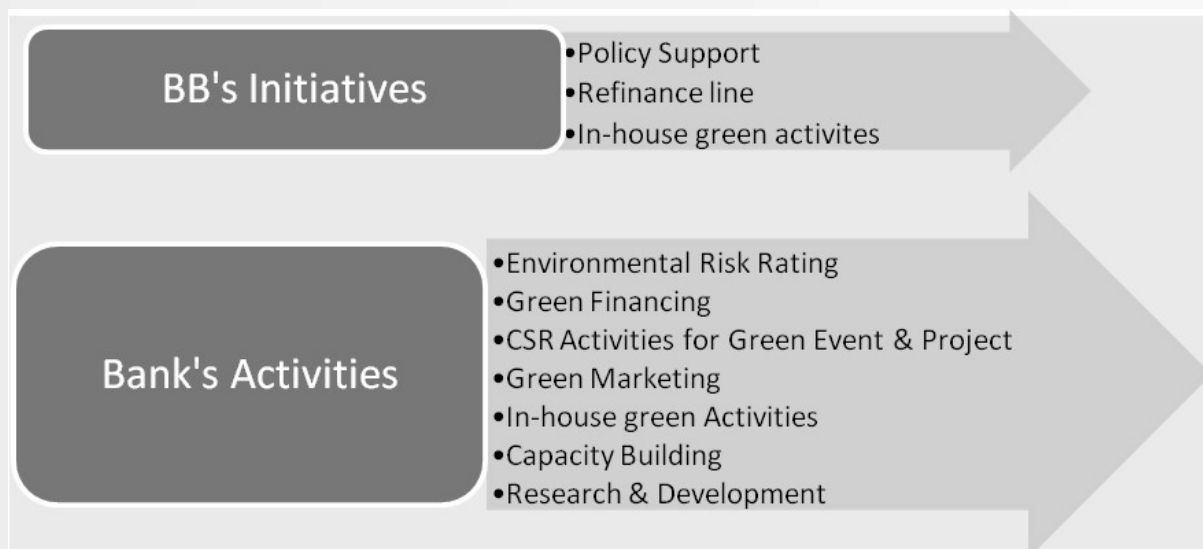 BB's Initiatives
•Policy Support
•Refinance line
•In-house green activites
Bank's Activities
•Environmental Risk Rating
•Green Financing
•CSR Activities for Green Event & Project
•Green Marketing
•In-house green Activities
•Capacity Building
•Research & Development